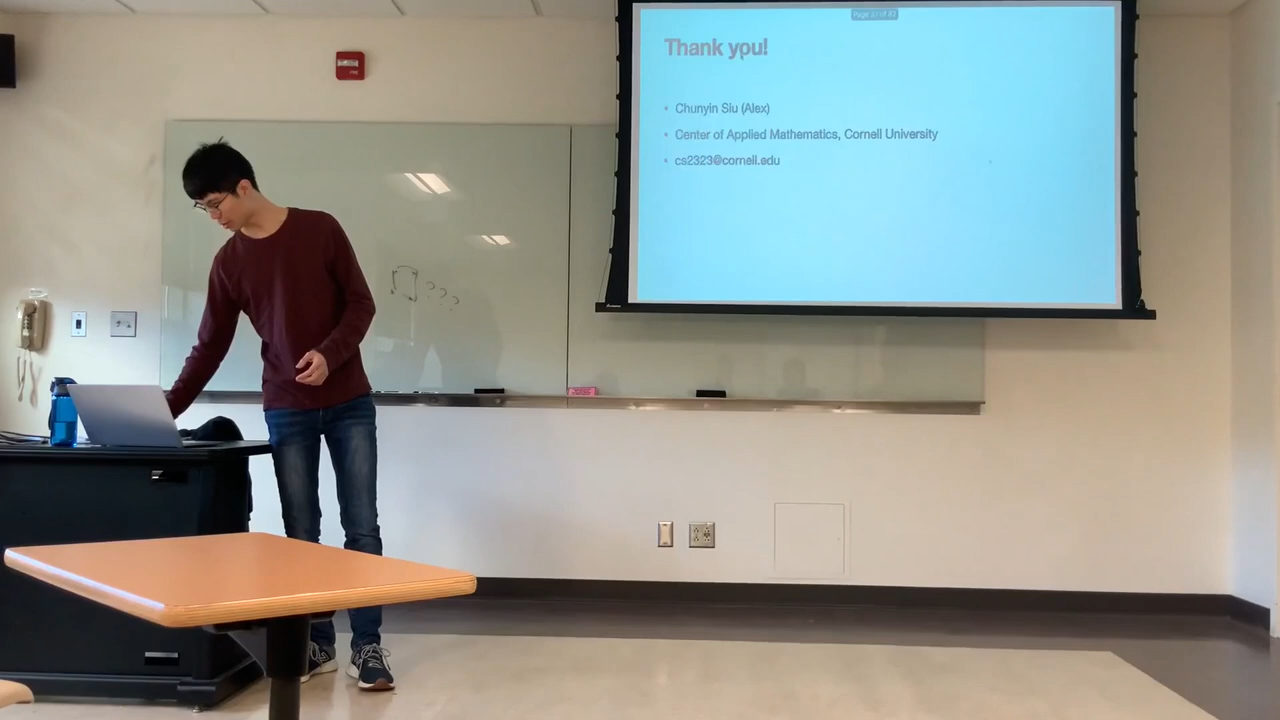 Thank you!
Chunyin Siu (Alex)
Center of Applied Mathematics, Cornell University
cs2323@cornell.edu
???